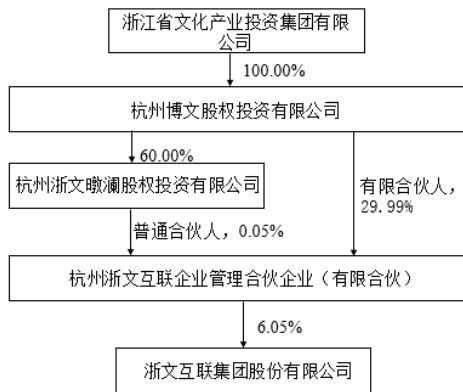 浙江省文化产业投资集团有限
公司
100.00%
杭州博文股权投资有限公司
60.00%
杭州浙文暾澜股权投资有限公司
有限合伙人，
29.99%
普通合伙人，0.05%
杭州浙文互联企业管理合伙企业（有限合伙）
6.05%
浙文互联集团股份有限公司